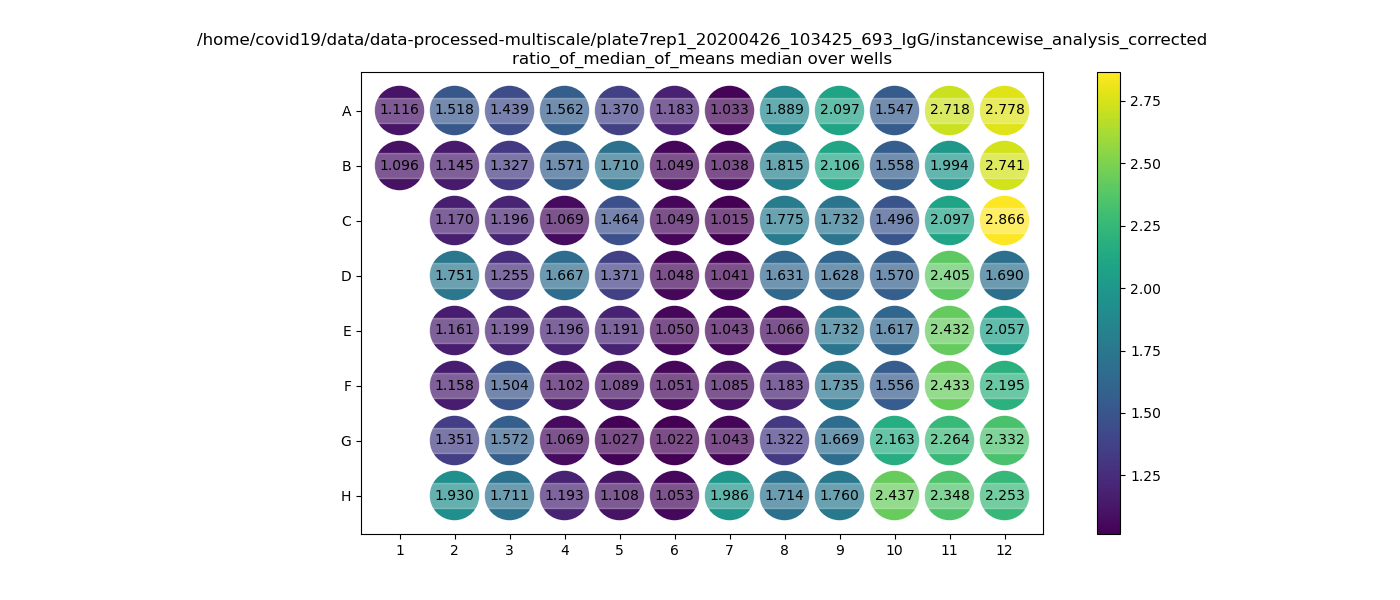 /home/covid19/data/data-processed-multiscale/plate7rep1_20200426_103425_693_IgG/instancewise_analysis_corrected
ratio_of_median_of_means median over wells
A 1.116 1.518 1.439 1.562 1.370 1.183 1.033 1.889 2.097 1.547 2.718 2.778
B 1.096 1.145 1.327 1.571 1.710 1.049 1.038 1.815 2.106 1.558 1.994 2.741
C 1.170 1.196 1.069 1.464 1.049 1.015 1.775 1.732 1.496 2.097 2.866
D 1.751 1.255 1.667 1.371 1.048 1.041 1.631 1.628 1.570 2.405 1.690
E 1.161 1.199 1.196 1.191 1.050 1.043 1.066 1.732 1.617 2.432 2.057
F 1.158 1.504 1.102 1.089 1.051 1.085 1.183 1.735 1.556 2.433 2.195
G 1.351 1.572 1.069 1.027 1.022 1.043 1.322 1.669 2.163 2.264 2.332
H 1.930 1.711 1.193 1.108 1.053 1.986 1.714 1.760 2.437 2.348 2.253
1 2 3 4 5 6 7 8 9 10 11 12
2.75
2.50
2.25
2.00
1.75
1.50
1.25